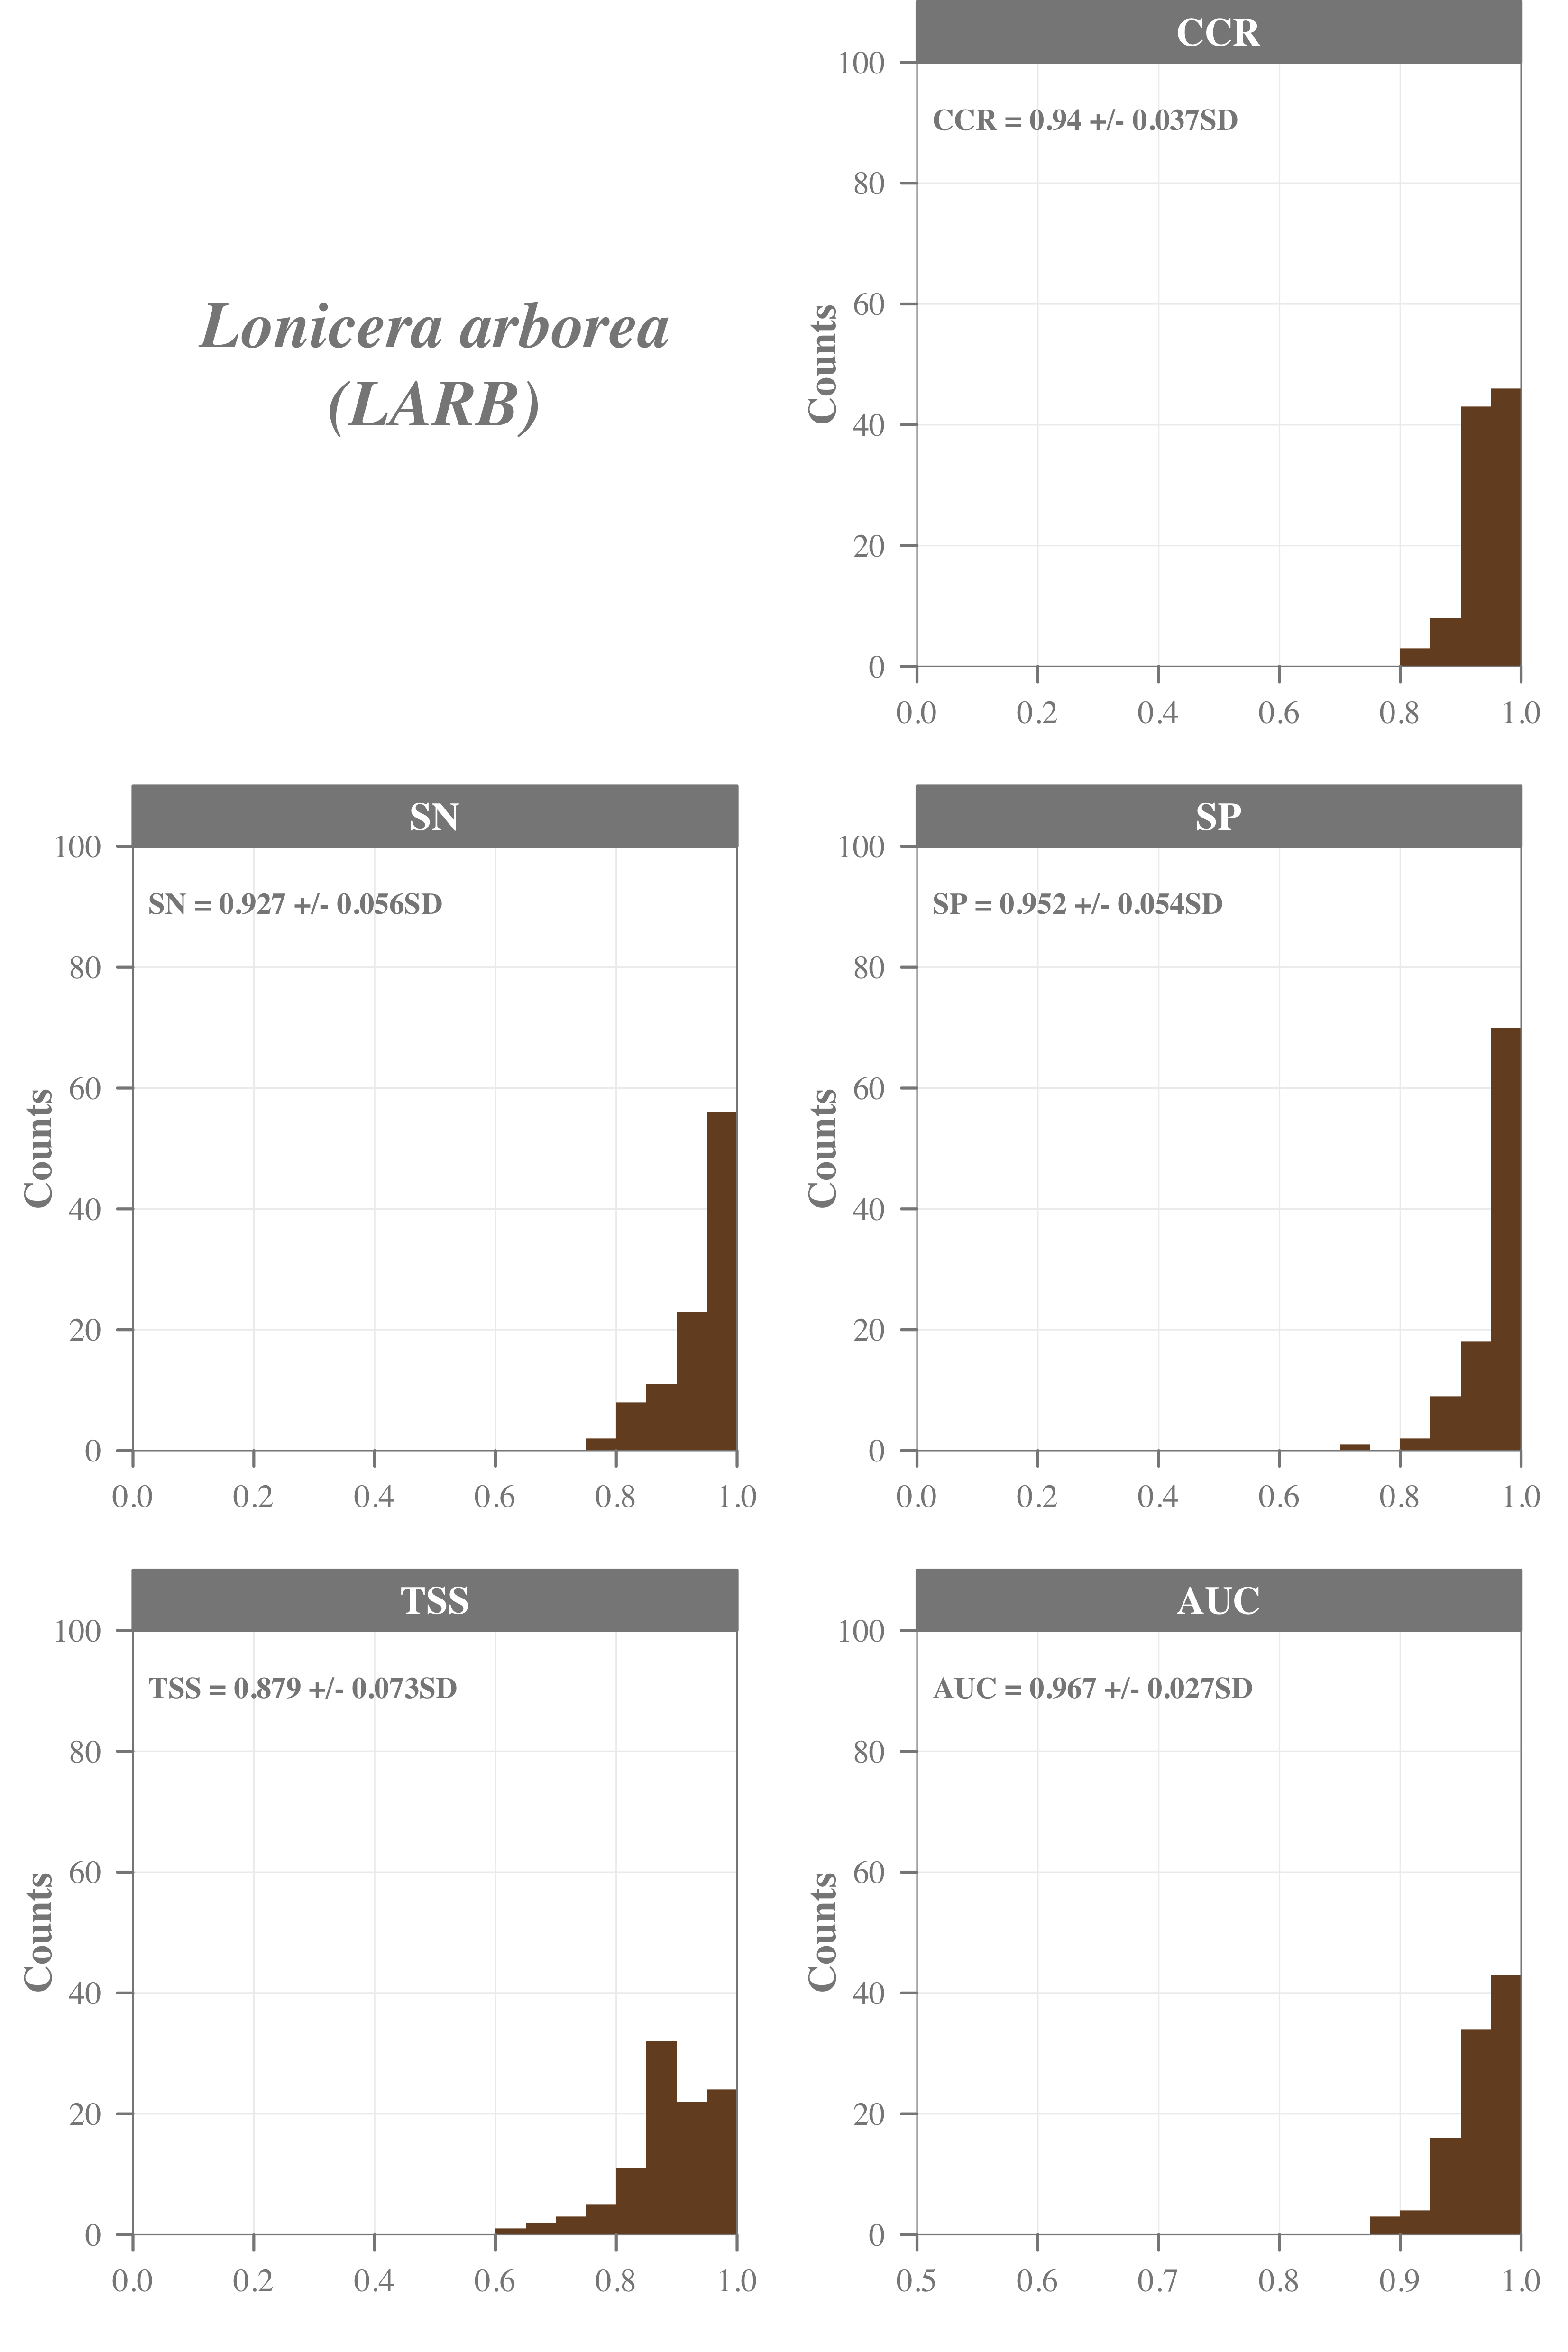 CCR
100
CCR = 0.94 +/- 0.037SD
80
60
Counts
40
20
0
0.0 0.2 0.4 0.6 0.8 1.0
Lonicera arborea
(LARB)
SN
100
SN = 0.927 +/- 0.056SD
80
60
Counts
40
20
0
0.0 0.2 0.4 0.6 0.8 1.0
SP
100
SP = 0.952 +/- 0.054SD
80
60
Counts
40
20
0
0.0 0.2 0.4 0.6 0.8 1.0
TSS
100
TSS = 0.879 +/- 0.073SD
80
60
Counts
40
20
0
0.0 0.2 0.4 0.6 0.8 1.0
AUC
100
AUC = 0.967 +/- 0.027SD
80
60
Counts
40
20
0
0.5 0.6 0.7 0.8 0.9 1.0